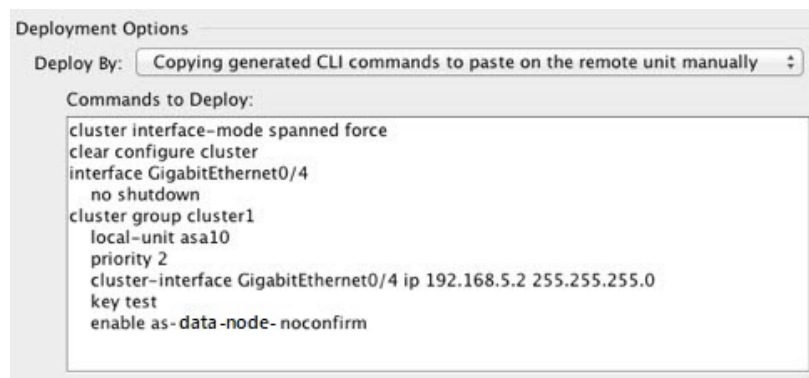 Deployment Options
Deploy By: Copying generated CLI commands to paste on the remote unit manually
Commands to Deploy:
cluster interface-mode spanned force
clear configure cluster
interface GigabitEthernet0/4
no shutdown
cluster group cluster1
local-unit asa10
priority 2
cluster-interface GigabitEthernet0/4 ip 192.168.5.2 255.255.255.0
key test
enable as-data-node-noconfirm